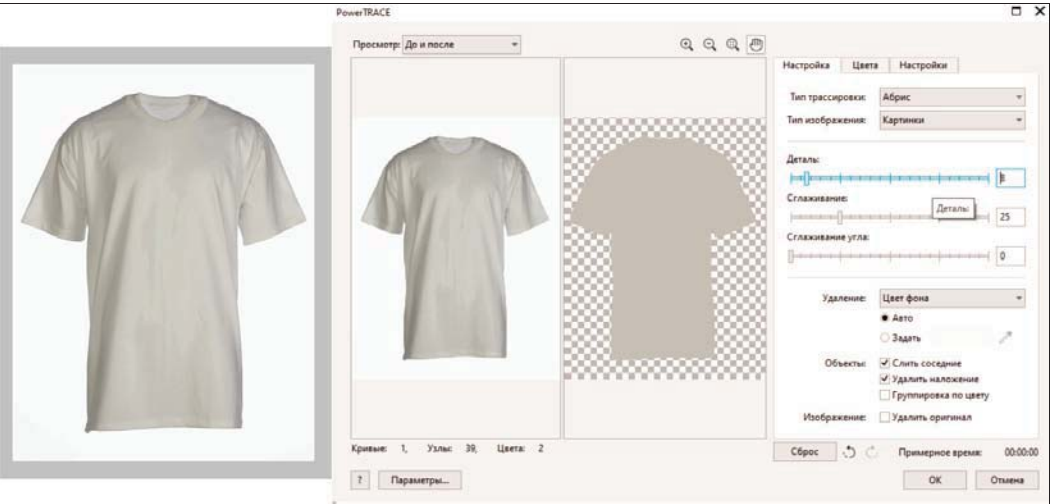 PowerTRACE
Просмотр: До и после
Настройка Цвета Настройки
Тип трассировки: Абрис
Тип изображения: Картинки
Деталь:
Сглаживание:
Деталь:
25
Сглаживание угла:
0
Удаление: Цвет фона
Авто
Задать
Объекты: Слить соседние
Удалить наложение
Группировка по цвету
Изображение: Удалить оригинал
Кривые: 1, Узлы: 39, Цвета: 2
Сброс Примерное время: 00:00:00
? Параметры... OK Отмена